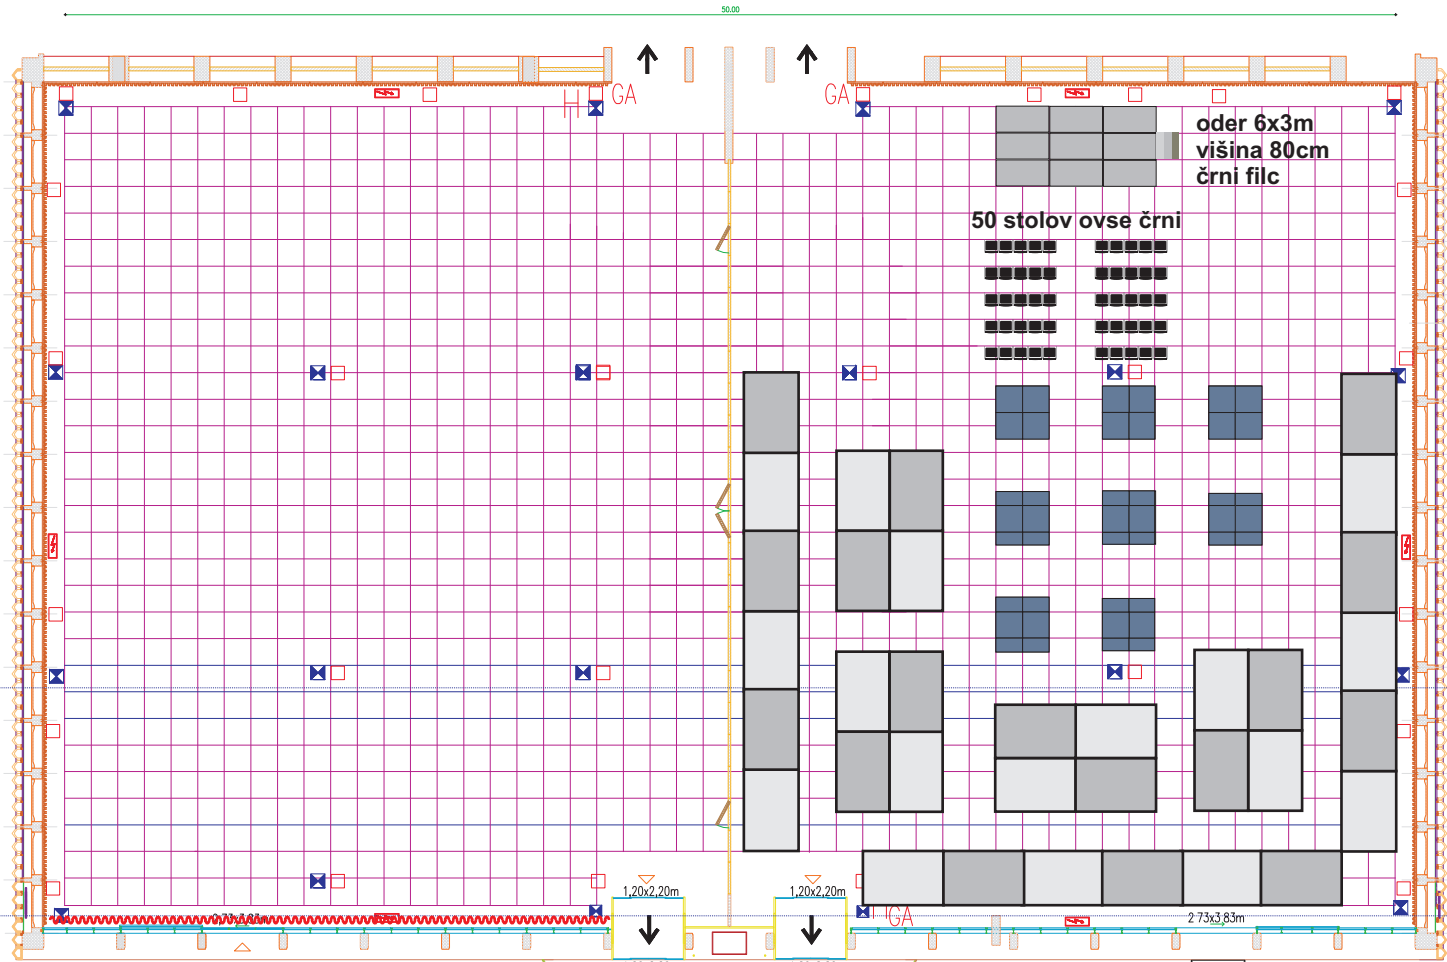 50.00
GA
GA
oder 6x3m
višina 80cm
črni filc
50 stolov ovse črni
1,20x2,20m
1,20x2,20m
GA
2 73x3,83m